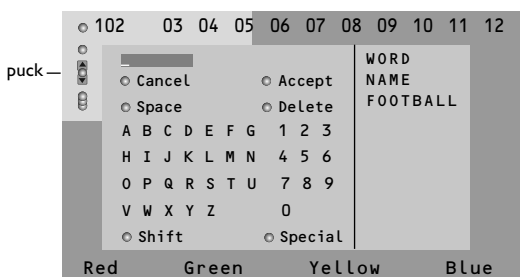 102 03 04 05 06 07 08 09 10 11 12
puck
Cancel Accept
Space Delete
A B C D E F G 1 2 3
H I J K L M N 4 5 6
O P Q R S T U 7 8 9
V W X Y Z 0
Shift Special
WORD
NAME
FOOTBALL
Red Green Yellow Blue